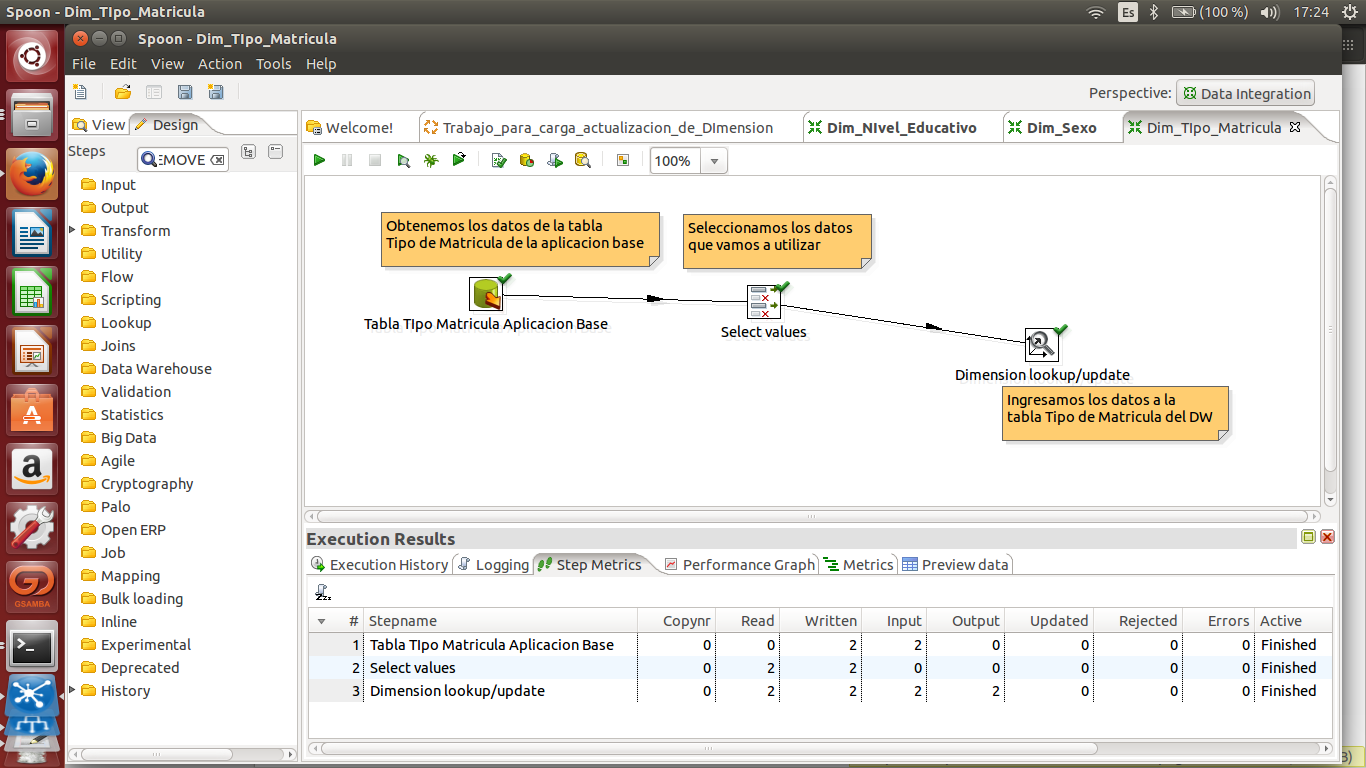 Spoon - Dim_TIpo_Matricula
Es
(100 %)
17:24
Spoon - Dim_TIpo_Matricula
File Edit View Action Tools Help
Perspective: Data Integration
View Design
Welcome! Trabajo_para_carga_actualizacion_de_DImension Dim_NIvel_Educativo Dim_Sexo Dim_TIpo_Matricula
Steps
EMOVE
100%
Input
Output
Transform
Utility
Flow
Scripting
Lookup
Joins
Data Warehouse
Validation
Statistics
Big Data
Agile
Cryptography
Palo
Open ERP
Job
Mapping
Bulk loading
Inline
Experimental
Deprecated
History
GSAMBA
Obtenemos los datos de la tabla
Tipo de Matricula de la aplicacion base
Seleccionamos los datos
que vamos a utilizar
Tabla TIpo Matricula Aplicacion Base
Select values
Dimension lookup/update
Ingresamos los datos a la
tabla Tipo de Matricula del DW
Execution Results
Execution History Logging Step Metrics Performance Graph Metrics Preview data
# Stepname Copynr Read Written Input Output Updated Rejected Errors Active
1 Tabla TIpo Matricula Aplicacion Base 0 0 2 2 0 0 0 0 Finished
2 Select values 0 2 2 0 0 0 0 0 Finished
3 Dimension lookup/update 0 2 2 2 2 0 0 0 Finished